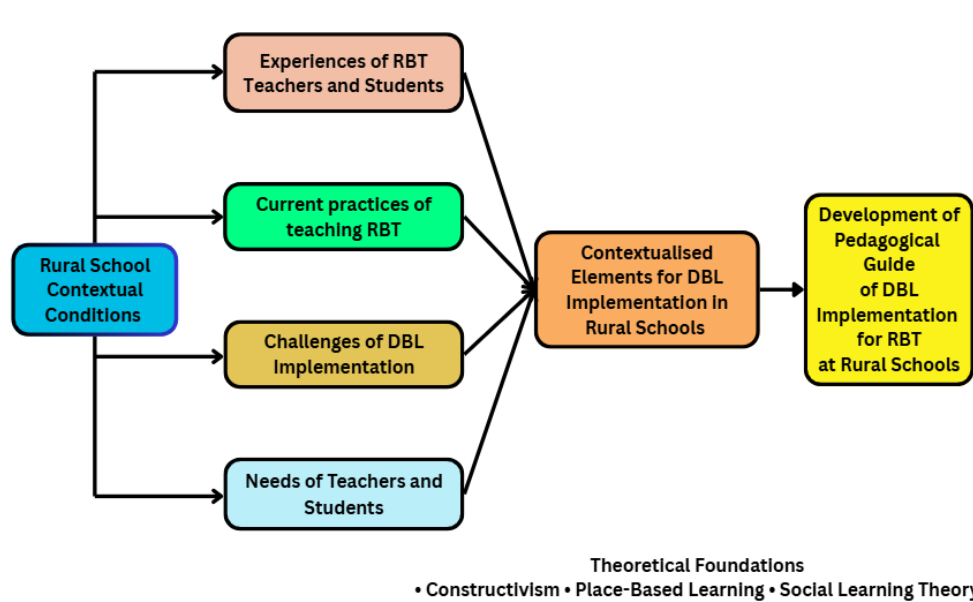 Experiences of RBT
Teachers and Students
Current practices of
teaching RBT
Rural School
Contextual
Conditions
Challenges of DBL
Implementation
Needs of Teachers and
Students
Contextualised
Elements for DBL
Implementation in
Rural Schools
Development of
Pedagogical
Guide
of DBL
Implementation
for RBT
at Rural Schools
Theoretical Foundations
• Constructivism • Place-Based Learning • Social Learning Theory